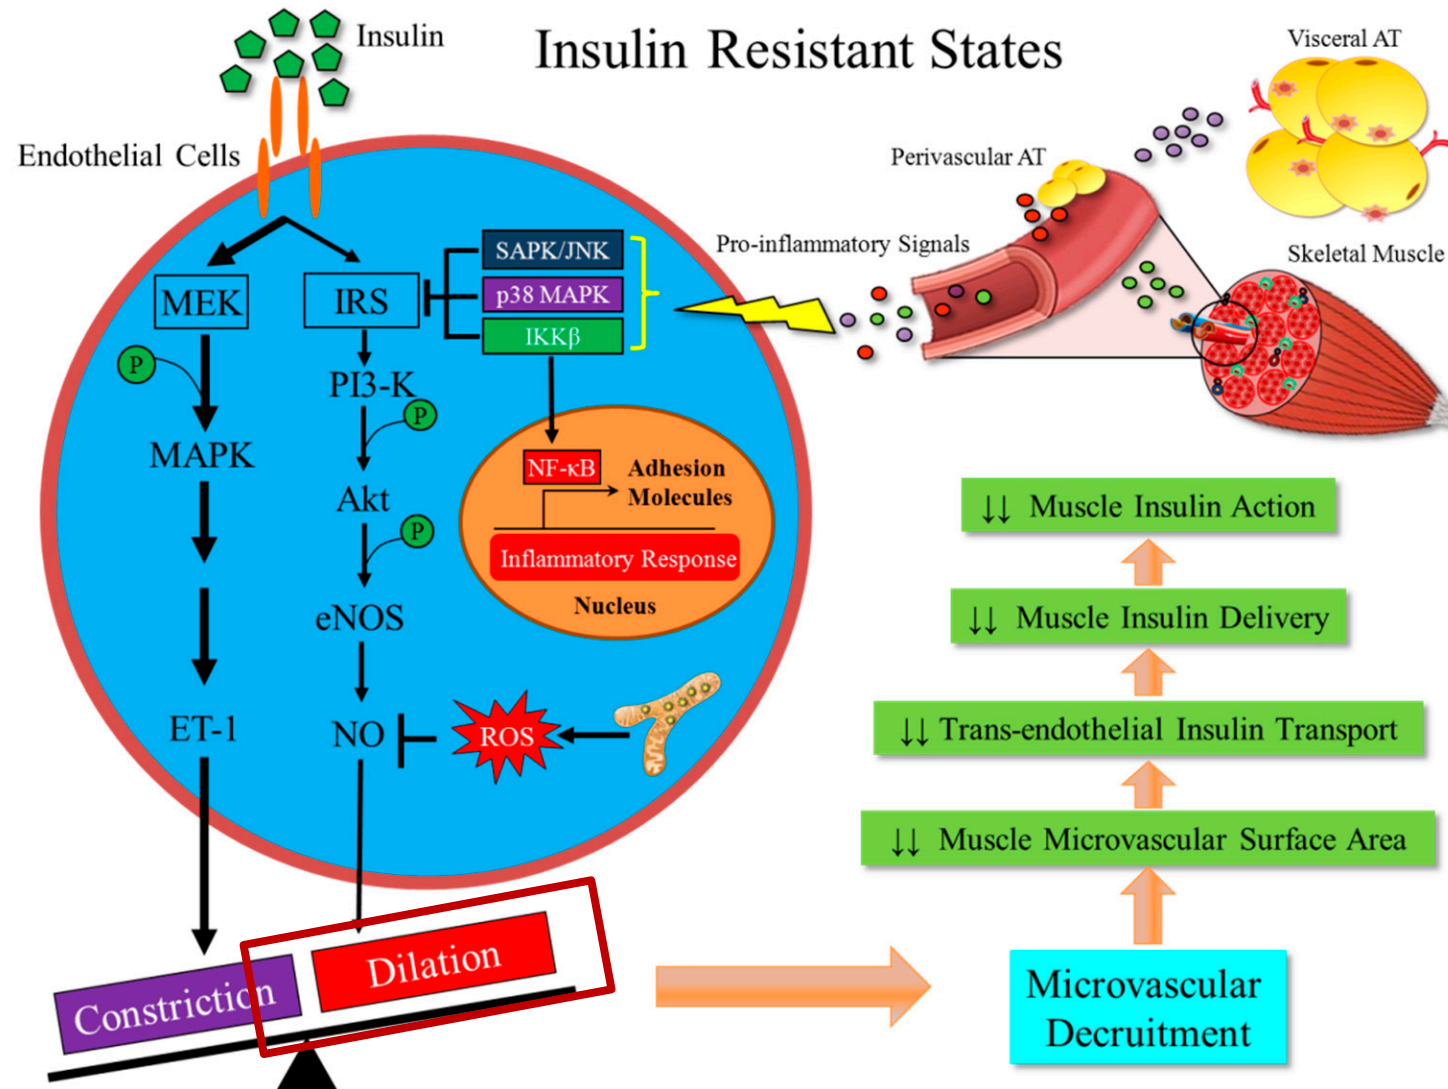 Insulin Resistant States
Insulin
Endothelial Cells
Visceral AT
Perivascular AT
Pro-inflammatory Signals
Skeletal Muscle
MEK
IRS
SAPK/JNK
p38 MAPK
IKKβ
P
PI3-K
P
MAPK
Akt
P
NF-κB
Adhesion
Molecules
Inflammatory Response
Nucleus
eNOS
ET-1
NO
ROS
Constriction
Dilation
↓↓ Muscle Insulin Action
↓↓ Muscle Insulin Delivery
↓↓ Trans-endothelial Insulin Transport
↓↓ Muscle Microvascular Surface Area
Microvascular
Decruitment